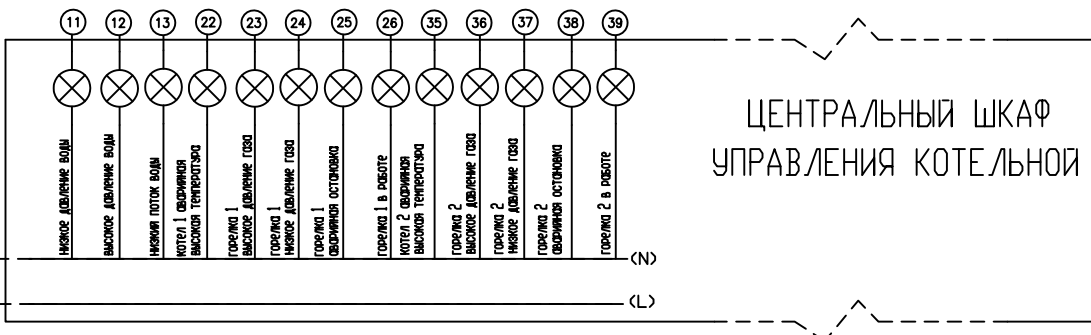 11 12 13 22 23 24 25 26 35 36 37 38 39
ЦЕНТРАЛЬНЫЙ ШКАФ
УПРАВЛЕНИЯ КОТЕЛЬНОЙ
НИЗКОЕ ДАВЛЕНИЕ ВОДЫ
ВЫСОКОЕ ДАВЛЕНИЕ ВОДЫ
НИЗКИЙ ПОТОК ВОДЫ
КОТЕЛ 1 АВАРИЙНАЯ
ВЫСОКАЯ ТЕМПЕРАТУРА
ГОРЕЛКА 1
ВЫСОКОЕ ДАВЛЕНИЕ ГАЗА
ГОРЕЛКА 1
НИЗКОЕ ДАВЛЕНИЕ ГАЗА
ГОРЕЛКА 1
АВАРИЙНАЯ ОСТАНОВКА
ГОРЕЛКА 1 В РАБОТЕ
КОТЕЛ 2 АВАРИЙНАЯ
ВЫСОКАЯ ТЕМПЕРАТУРА
ГОРЕЛКА 2
ВЫСОКОЕ ДАВЛЕНИЕ ГАЗА
ГОРЕЛКА 2
НИЗКОЕ ДАВЛЕНИЕ ГАЗА
ГОРЕЛКА 2
АВАРИЙНАЯ ОСТАНОВКА
ГОРЕЛКА 2 В РАБОТЕ
(N)
(L)